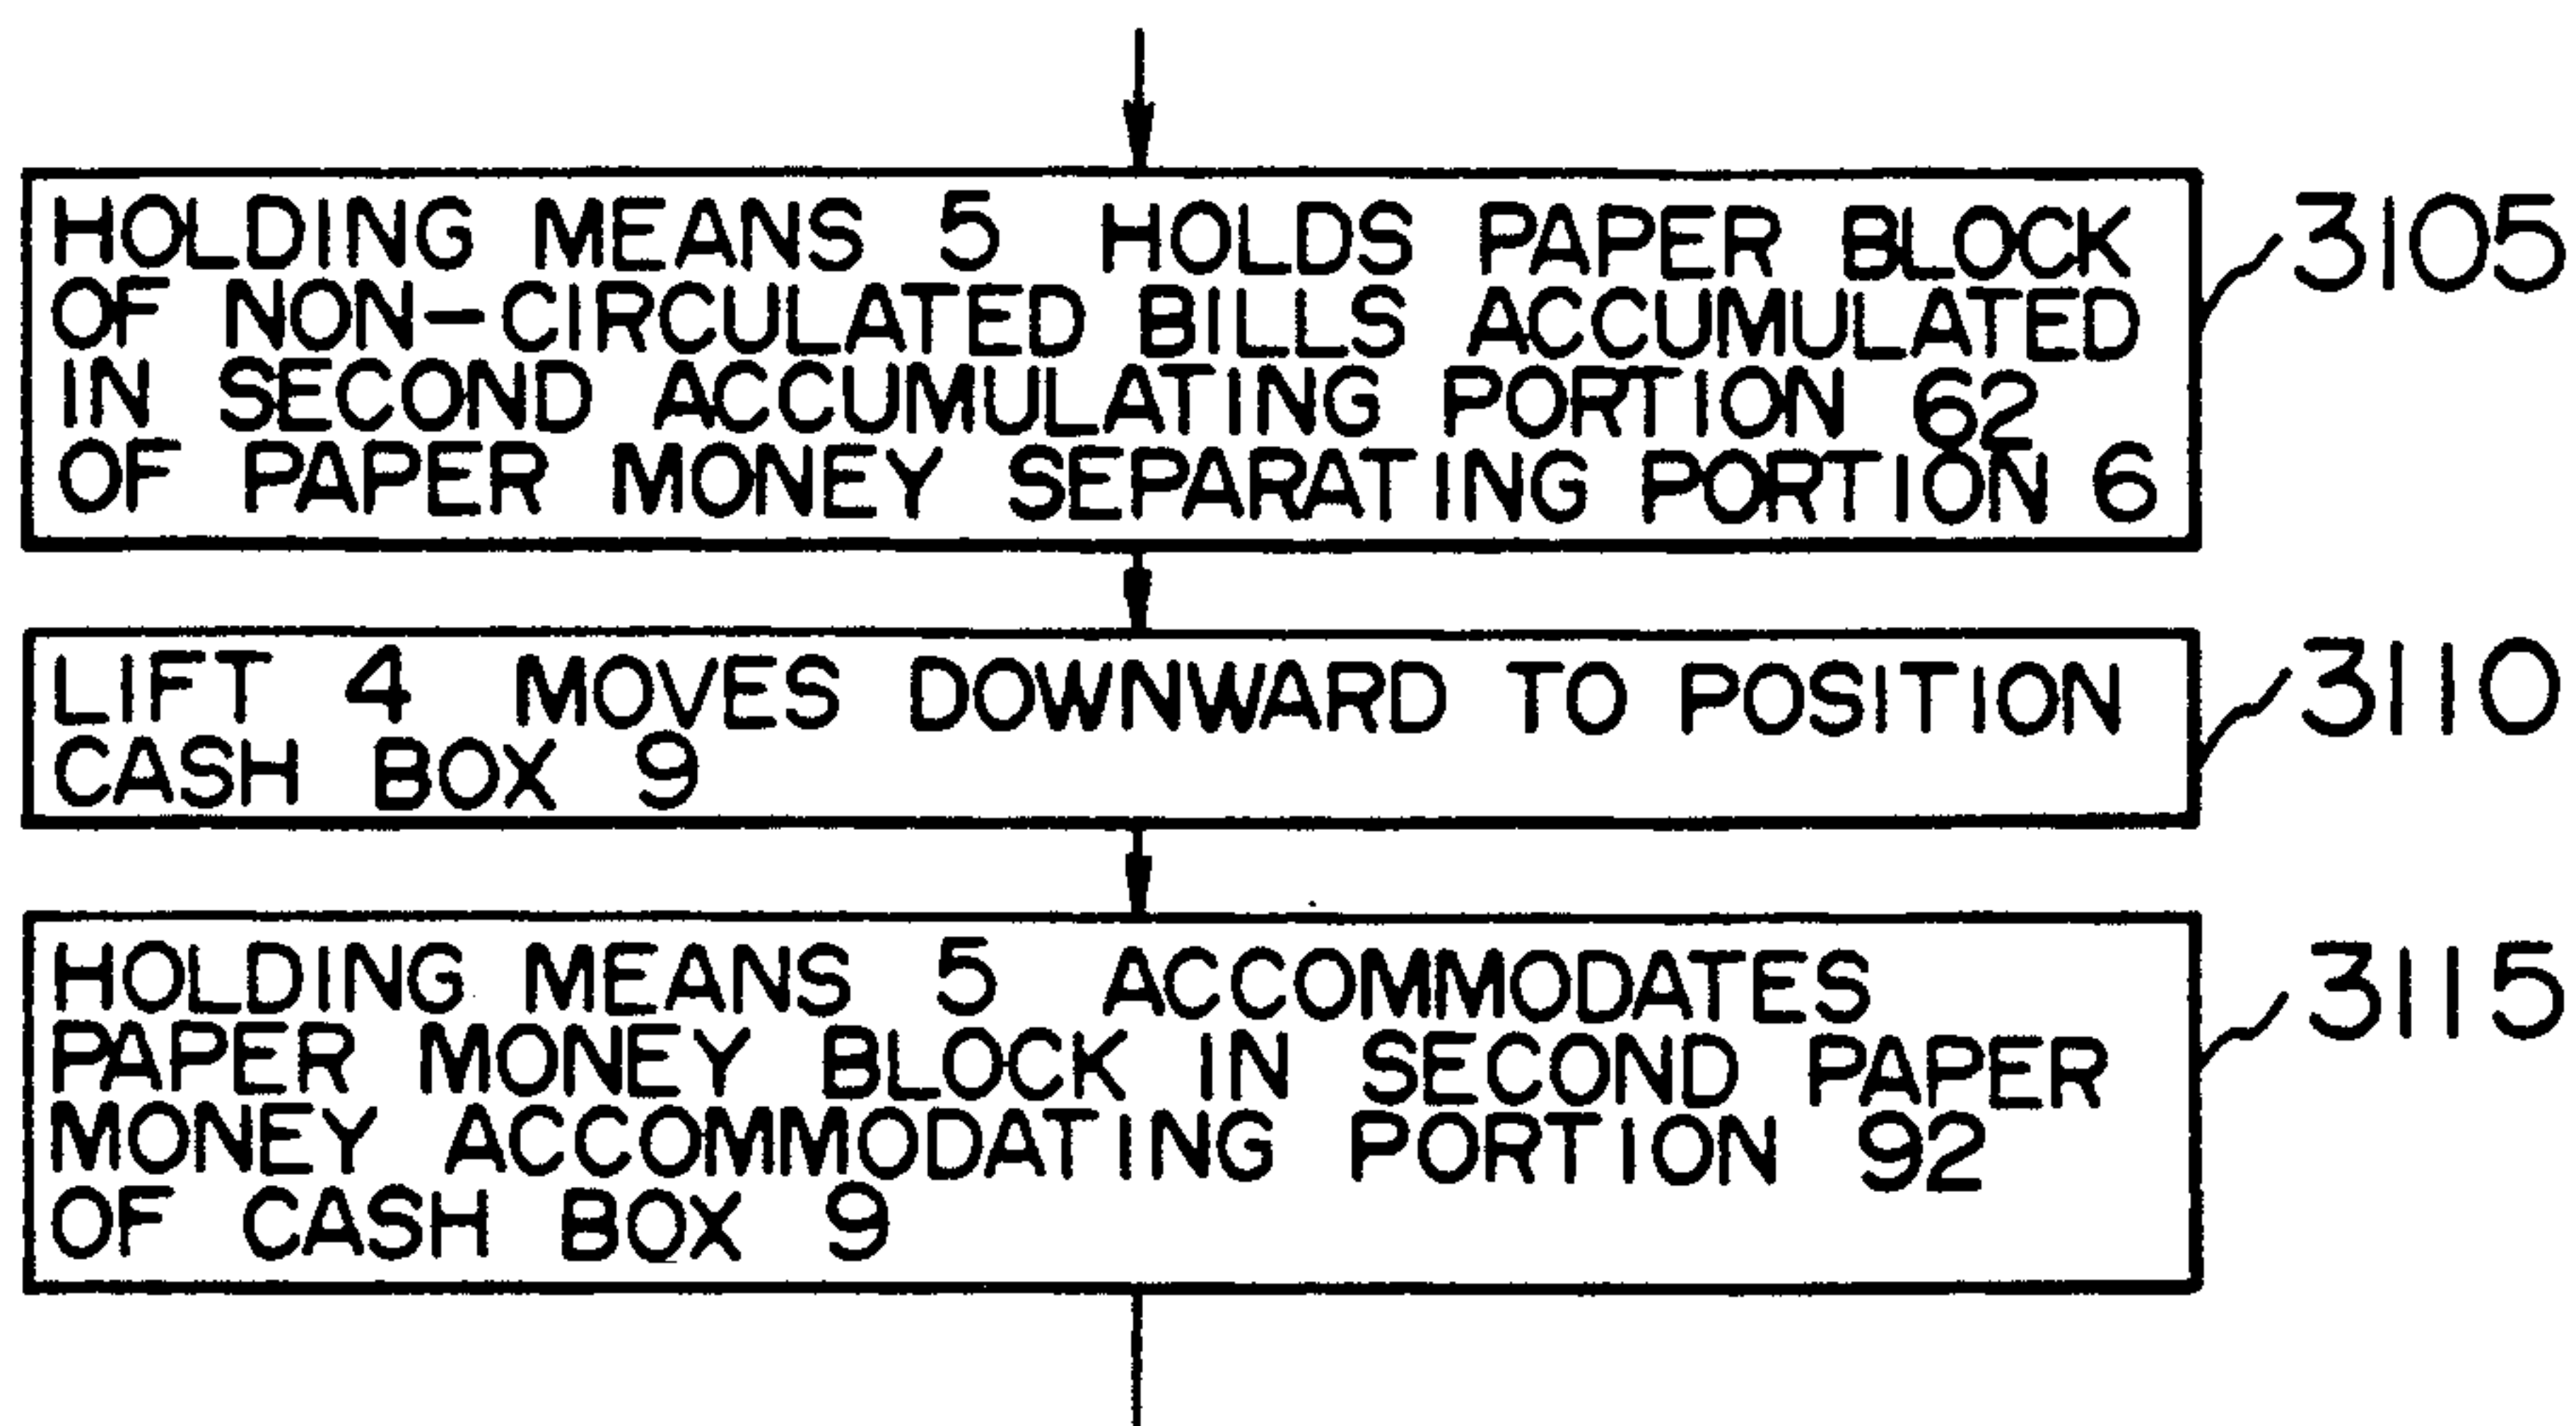 HOLDING MEANS 5 HOLDS PAPER BLOCK
OF NON-CIRCULATED BILLS ACCUMULATED
IN SECOND ACCUMULATING PORTION 62
OF PAPER MONEY SEPARATING PORTION 6
3105
LIFT 4 MOVES DOWNWARD TO POSITION
CASH BOX 9
3110
HOLDING MEANS 5 ACCOMMODATES
PAPER MONEY BLOCK IN SECOND PAPER
MONEY ACCOMMODATING PORTION 92
OF CASH BOX 9
3115